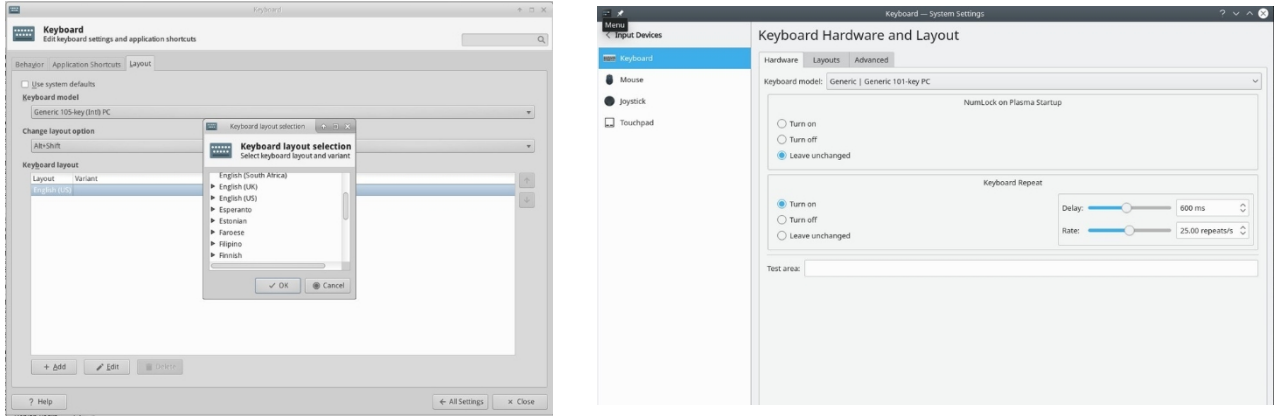 Keyboard
Keyboard
Edit keyboard settings and application shortcuts
Behavior Application Shortcuts Layout
Use system defaults
Keyboard model
Generic 105-key (Intl) PC
Change layout option
Alt+Shift
Keyboard layout
Layout Variant
English (US)
+ Add Edit Delete
? Help
← All Settings × Close
Keyboard layout selection
Keyboard layout selection
Select keyboard layout and variant
English (South Africa)
English (UK)
English (US)
Esperanto
Estonian
Faroese
Filipino
Finnish
OK Cancel
Keyboard — System Settings
Menu
Input Devices
Keyboard
Mouse
Joystick
Touchpad
Keyboard Hardware and Layout
Hardware Layouts Advanced
Keyboard model: Generic | Generic 101-key PC
NumLock on Plasma Startup
Turn on
Turn off
Leave unchanged
Keyboard Repeat
Turn on
Turn off
Leave unchanged
Delay: 600 ms
Rate: 25.00 repeats/s
Test area: